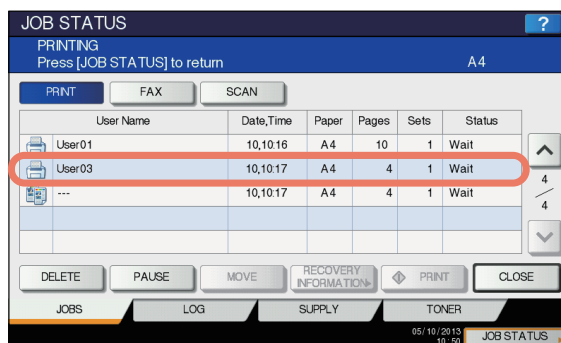 JOB STATUS
?
PRINTING
Press [JOB STATUS] to return
A4
PRINT FAX SCAN
User Name Date,Time Paper Pages Sets Status
User01 10,10:16 A4 10 1 Wait
User03 10,10:17 A4 4 1 Wait
--- 10,10:17 A4 4 1 Wait
4
4
DELETE PAUSE MOVE RECOVERY INFORMATION PRINT CLOSE
JOBS LOG SUPPLY TONER
05/10/2013
10:50
JOB STATUS